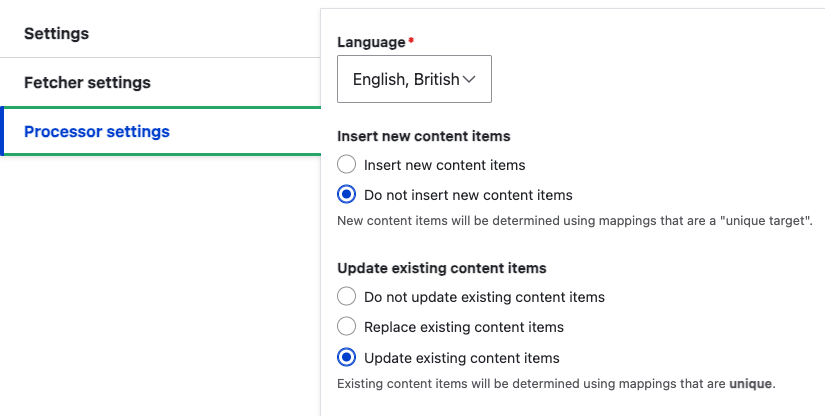 Settings
Fetcher settings
Processor settings
Language*
English, British
Insert new content items
Insert new content items
Do not insert new content items
New content items will be determined using mappings that are a "unique target".
Update existing content items
Do not update existing content items
Replace existing content items
Update existing content items
Existing content items will be determined using mappings that are unique.